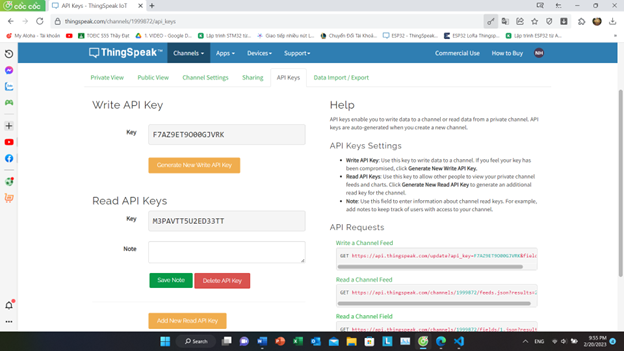 cốc cốc
API Keys - ThingSpeak IoT
thingspeak.com/channels/1999872/api_keys
My Aloha - Tài khoản
TOEIC 555 Thầy Đạt
1. VIDEO - Google D...
Lập trình STM32 từ...
Giao tiếp nhiều nút l...
Chuyển Đổi Tài Khoả...
ESP32 - ThingSpeak...
ESP32 LoRa Thingsp...
Lập trình ESP32 từ A...
ThingSpeak™
Channels
Apps
Devices
Support
Commercial Use
How to Buy
NH
Private View
Public View
Channel Settings
Sharing
API Keys
Data Import / Export
Write API Key
Key
F7AZ9ET9O00GJVRK
Generate New Write API Key
Read API Keys
Key
M3PAVTT5U2ED33TT
Note
Save Note
Delete API Key
Add New Read API Key
Help
API keys enable you to write data to a channel or read data from a private channel. API
keys are auto-generated when you create a new channel.
API Keys Settings
Write API Key: Use this key to write data to a channel. If you feel your key has
been compromised, click Generate New Write API Key.
Read API Keys: Use this key to allow other people to view your private channel
feeds and charts. Click Generate New Read API Key to generate an additional
read key for the channel.
Note: Use this field to enter information about channel read keys. For example,
add notes to keep track of users with access to your channel.
API Requests
Write a Channel Feed
GET https://api.thingspeak.com/update?api_key=F7AZ9ET9O00GJVRK&field
Read a Channel Feed
GET https://api.thingspeak.com/channels/1999872/feeds.json?results=
Read a Channel Field
GET https://api.thingspeak.com/channels/1999872/fields/1.json?result
Search
ENG
9:55 PM
2/20/2023